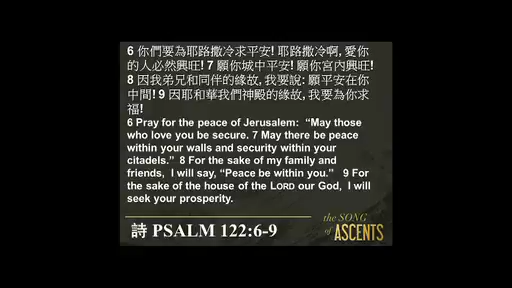 6 你們要為耶路撒冷求平安! 耶路撒冷啊, 愛你
的人必然興旺! 7 願你城中平安! 願你宮內興旺!
8 因我弟兄和同伴的緣故, 我要說: 願平安在你
中間! 9 因耶和華我們神殿的緣故, 我要為你求
福!
6 Pray for the peace of Jerusalem:  “May those
who love you be secure. 7 May there be peace
within your walls and security within your
citadels.”  8 For the sake of my family and
friends,  I will say, “Peace be within you.”   9 For
the sake of the house of the LORD our God,  I will
seek your prosperity.
詩 PSALM 122:6-9
the SONG
of ASCENTS